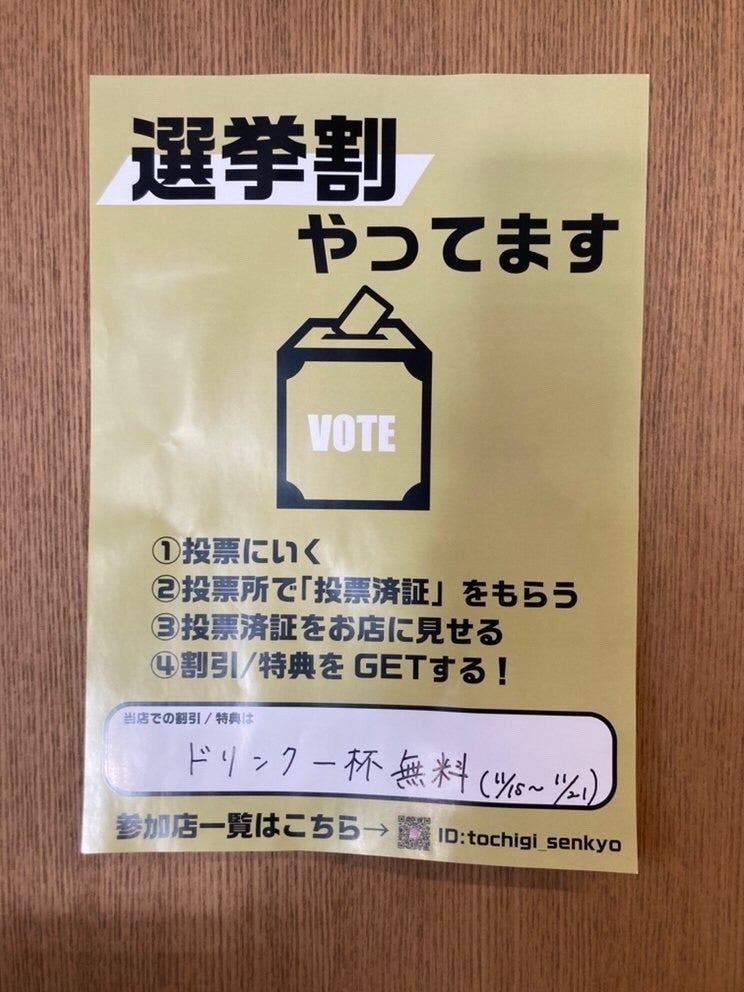 選挙割
やってます
VOTE
①投票にいく
②投票所で「投票済証」をもらう
③投票済証をお店に見せる
④割引/特典をGETする！
当店での割引/特典は
ドリンク一杯無料(11/15～11/21)
参加店一覧はこちら→ ID:tochigi_senkyo